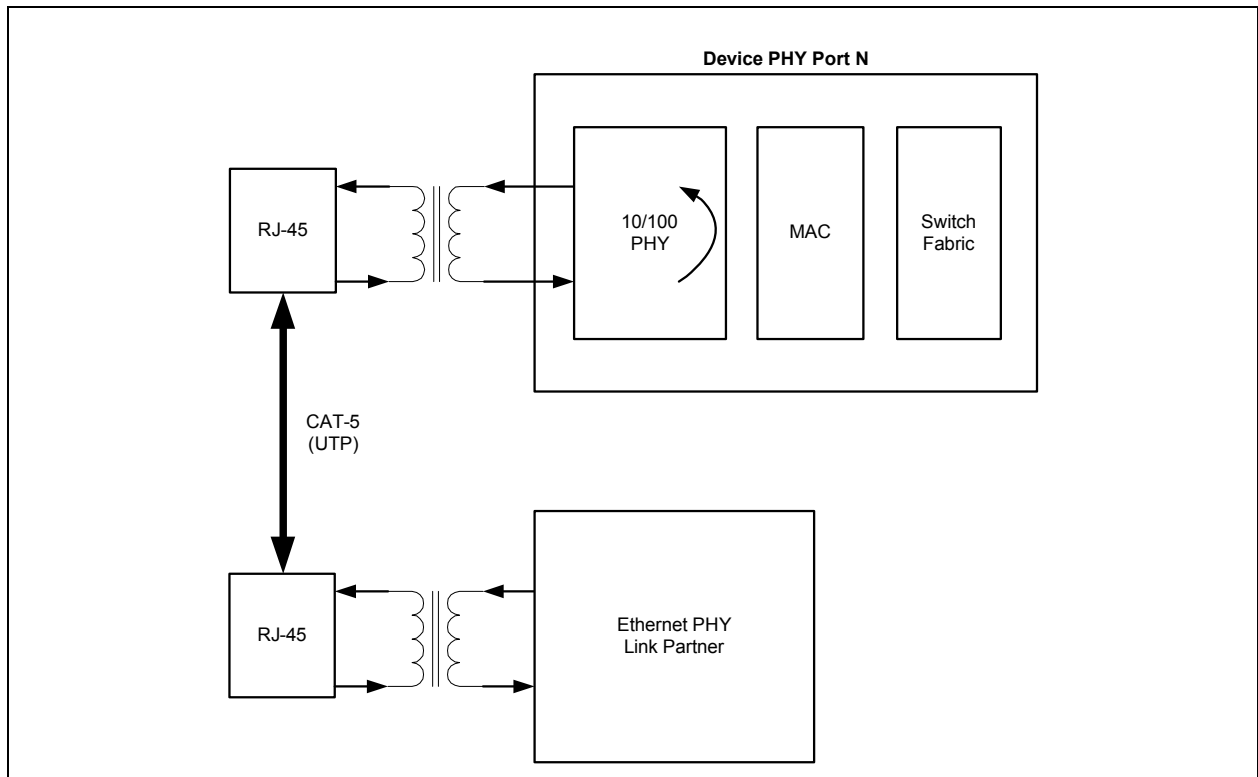 Device PHY Port N
RJ-45
10/100
PHY
MAC
Switch
Fabric
CAT-5
(UTP)
RJ-45
Ethernet PHY
Link Partner